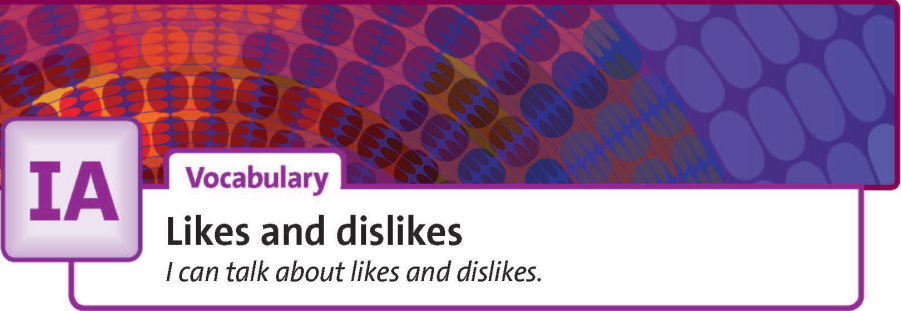 IA
Vocabulary
Likes and dislikes
I can talk about likes and dislikes.